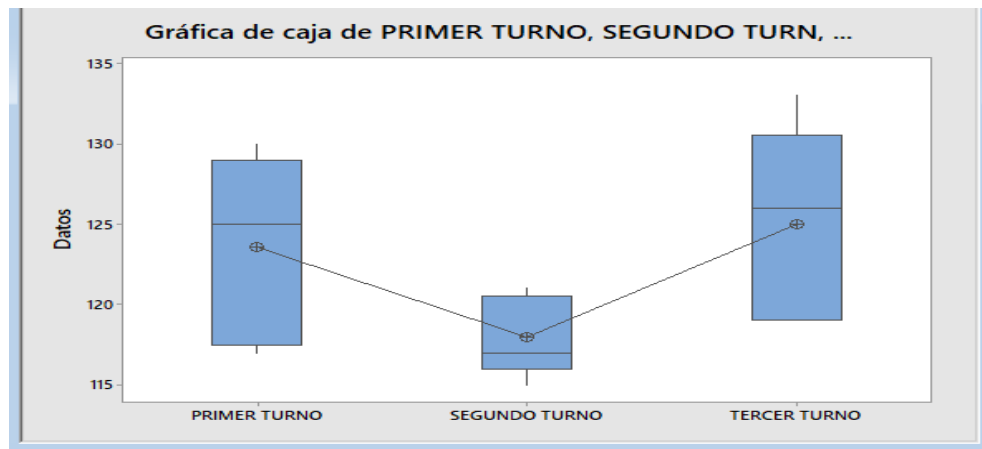 Gráfica de caja de PRIMER TURNO, SEGUNDO TURN, ...
135
130
125
120
115
Datos
PRIMER TURNO
SEGUNDO TURNO
TERCER TURNO